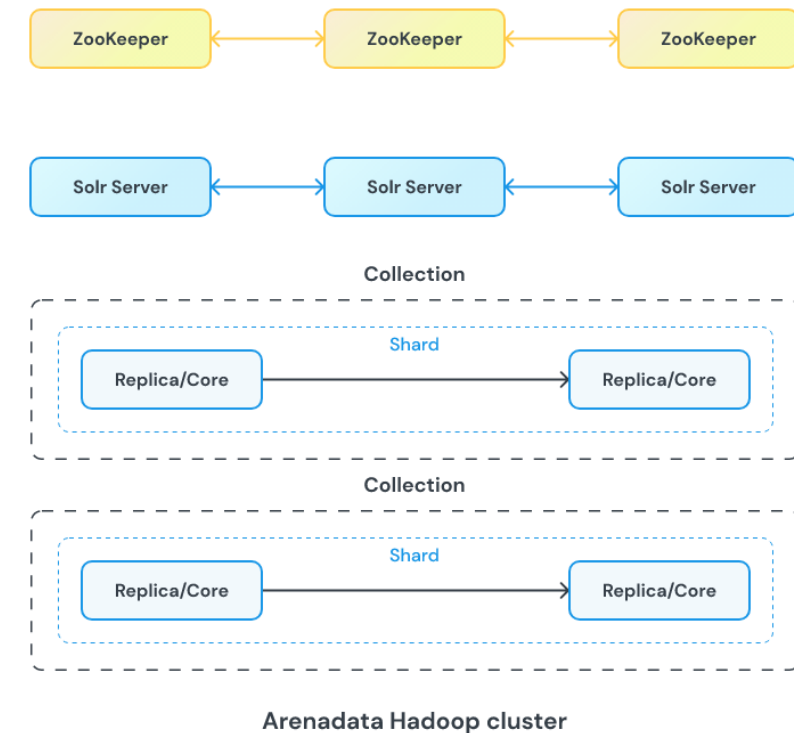 ZooKeeper ZooKeeper ZooKeeper
Solr Server Solr Server Solr Server
Collection
Shard
Replica/Core Replica/Core
Collection
Shard
Replica/Core Replica/Core
Arenadata Hadoop cluster